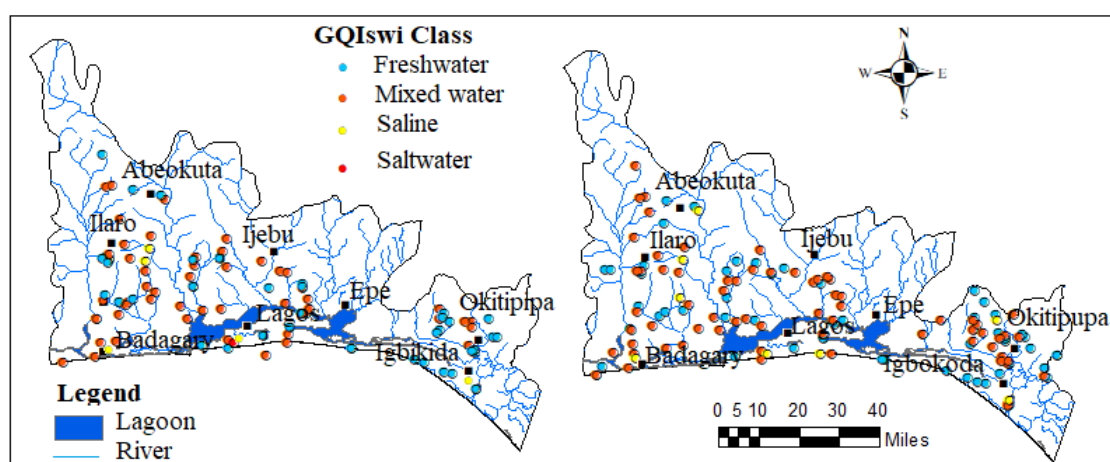 GQIswi Class
Freshwater
Mixed water
Saline
Saltwater
Abeokuta
Ilaro
Ijebu
Epe
Lagos
Okitipipa
Badagary
Igbikida
Legend
Lagoon
River
N
W E
S
Abeokuta
Ilaro
Ijebu
Epe
Lagos
Okitipupa
Badagary
Igbokoda
0 5 10 20 30 40
Miles